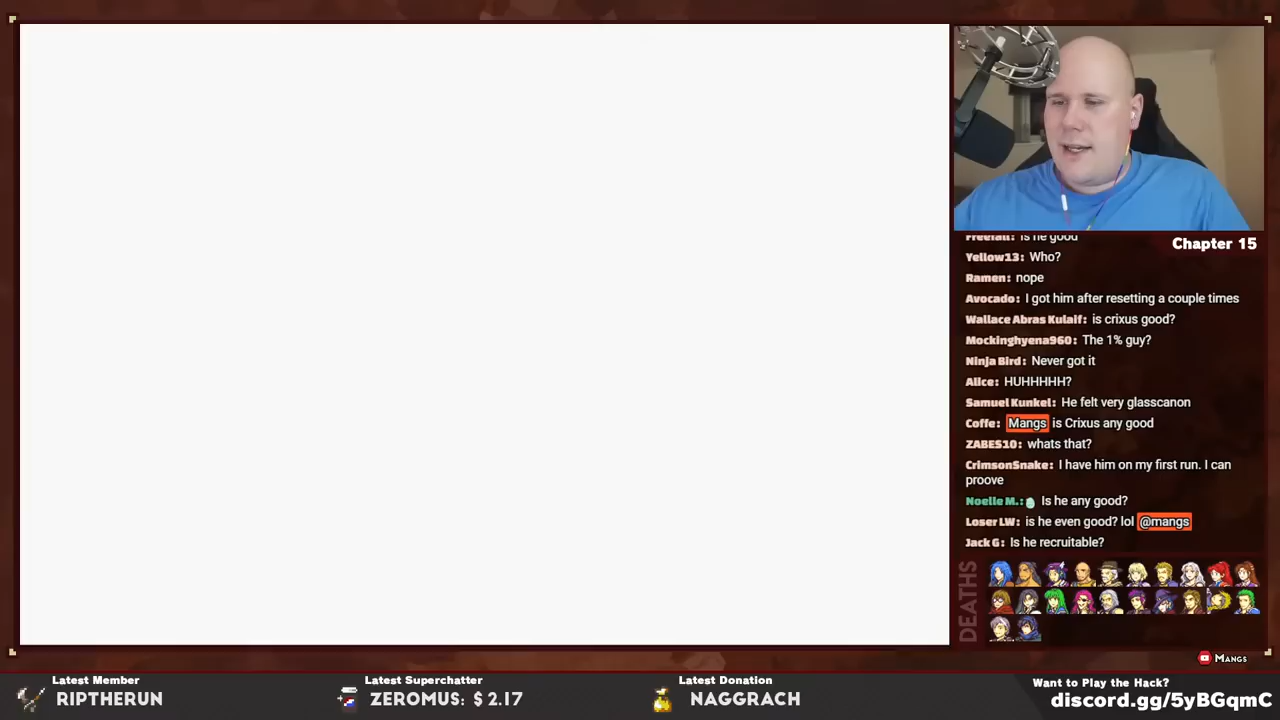 Chapter 15
Freefall: Is he good
Yellow13: Who?
Ramen: nope
Avocado: I got him after resetting a couple times
Wallace Abras Kulaif: is crixus good?
Mockinghyena960: The 1% guy?
Ninja Bird: Never got it
Alice: HUHHHHH?
Samuel Kunkel: He felt very glasscanon
Coffe: Mangs is Crixus any good
ZABES10: whats that?
CrimsonSnake: I have him on my first run. I can
proove
Noelle M.: Is he any good?
Loser LW: is he even good? lol @mangs
Jack G: Is he recruitable?
DEATHS
MANGS
Latest Member
RIPTHERUN
Latest Superchatter
ZEROMUS: $ 2.17
Latest Donation
NAGGRACH
Want to Play the Hack?
discord.gg/5yBGqmC